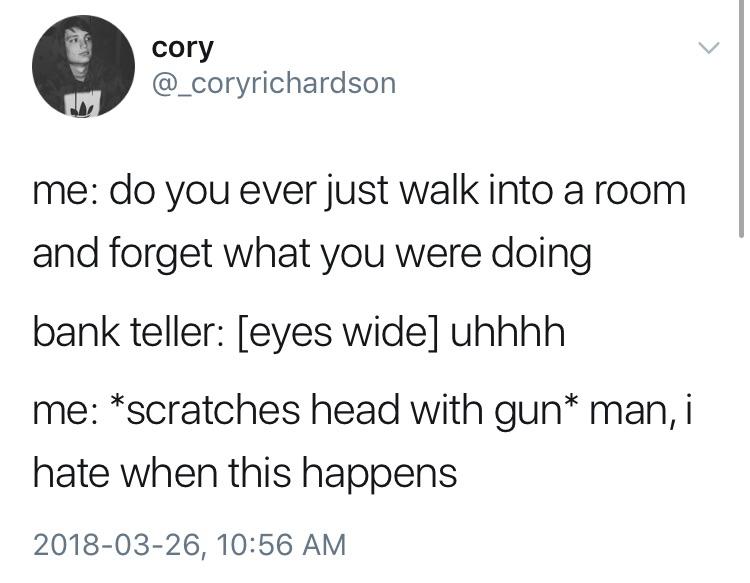 cory
@_coryrichardson
me: do you ever just walk into a room
and forget what you were doing
bank teller: [eyes wide] uhhhh
me: *scratches head with gun* man, i
hate when this happens
2018-03-26, 10:56 AM